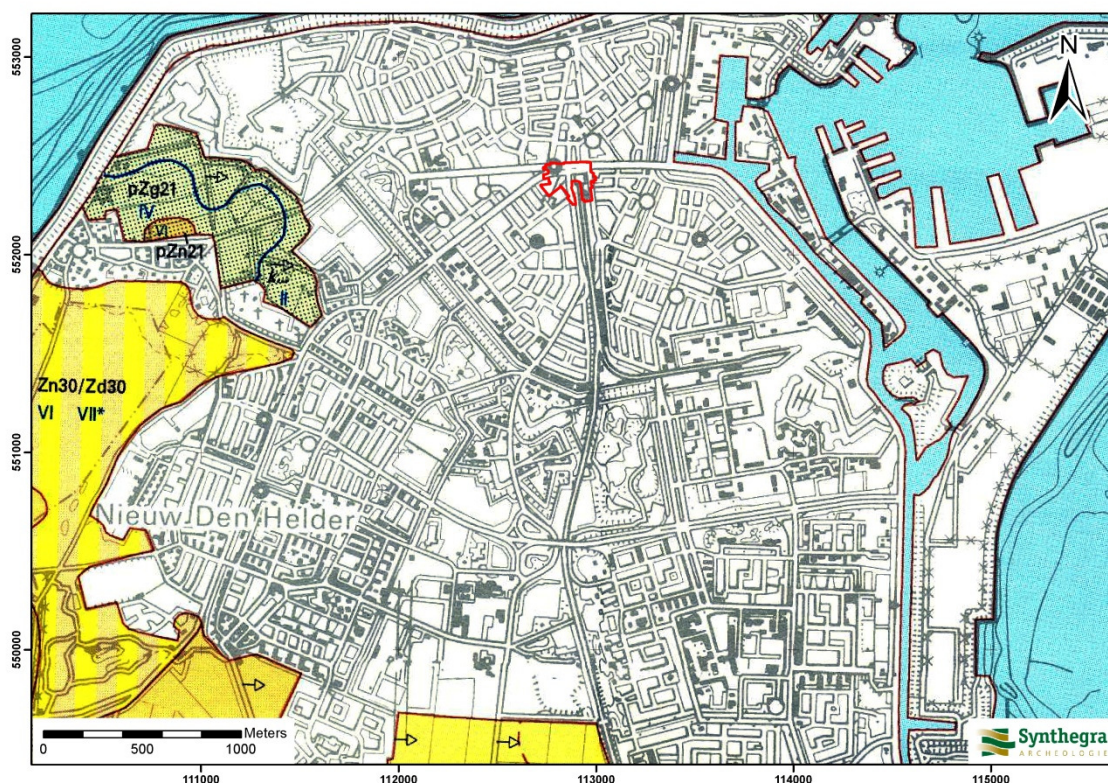 553000
552000
551000
550000
N
pZg21
IV
VI
pZn21
II
Zn30/Zd30
VI VII*
Nieuw Den Helder
0 500 1000 Meters
Synthegra
ARCHEOLOGIE
111000 112000 113000 114000 115000